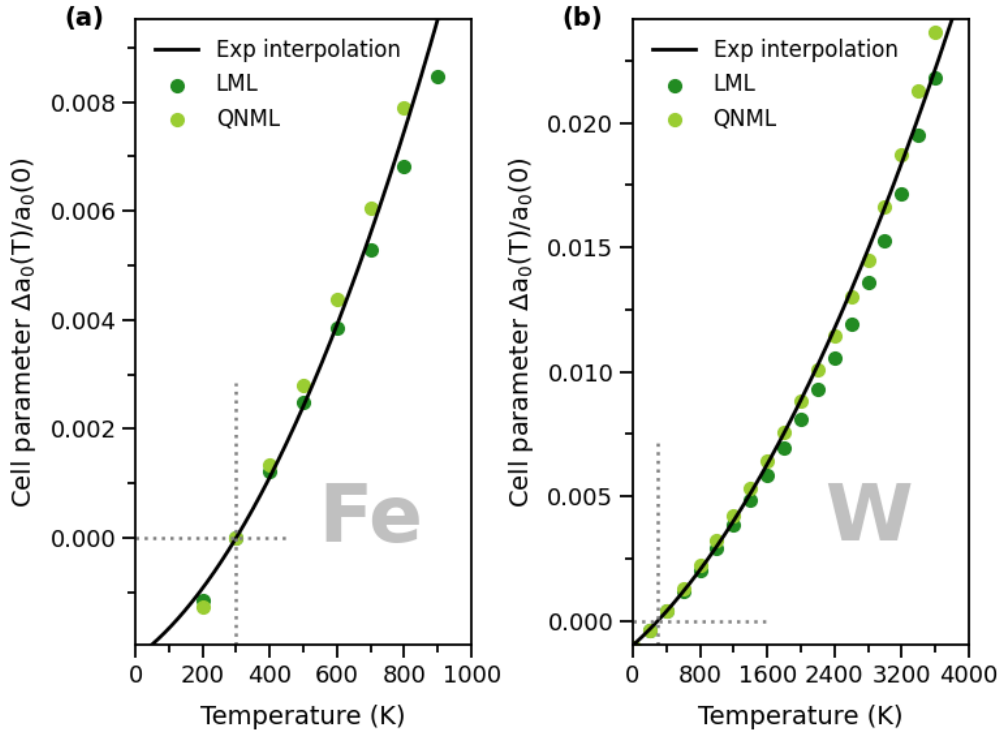 (a)
Exp interpolation
LML
QNML
Cell parameter Δa₀(T)/a₀(0)
0.008
0.006
0.004
0.002
0.000
Fe
0 200 400 600 800 1000
Temperature (K)
(b)
Exp interpolation
LML
QNML
Cell parameter Δa₀(T)/a₀(0)
0.020
0.015
0.010
0.005
0.000
W
0 800 1600 2400 3200 4000
Temperature (K)